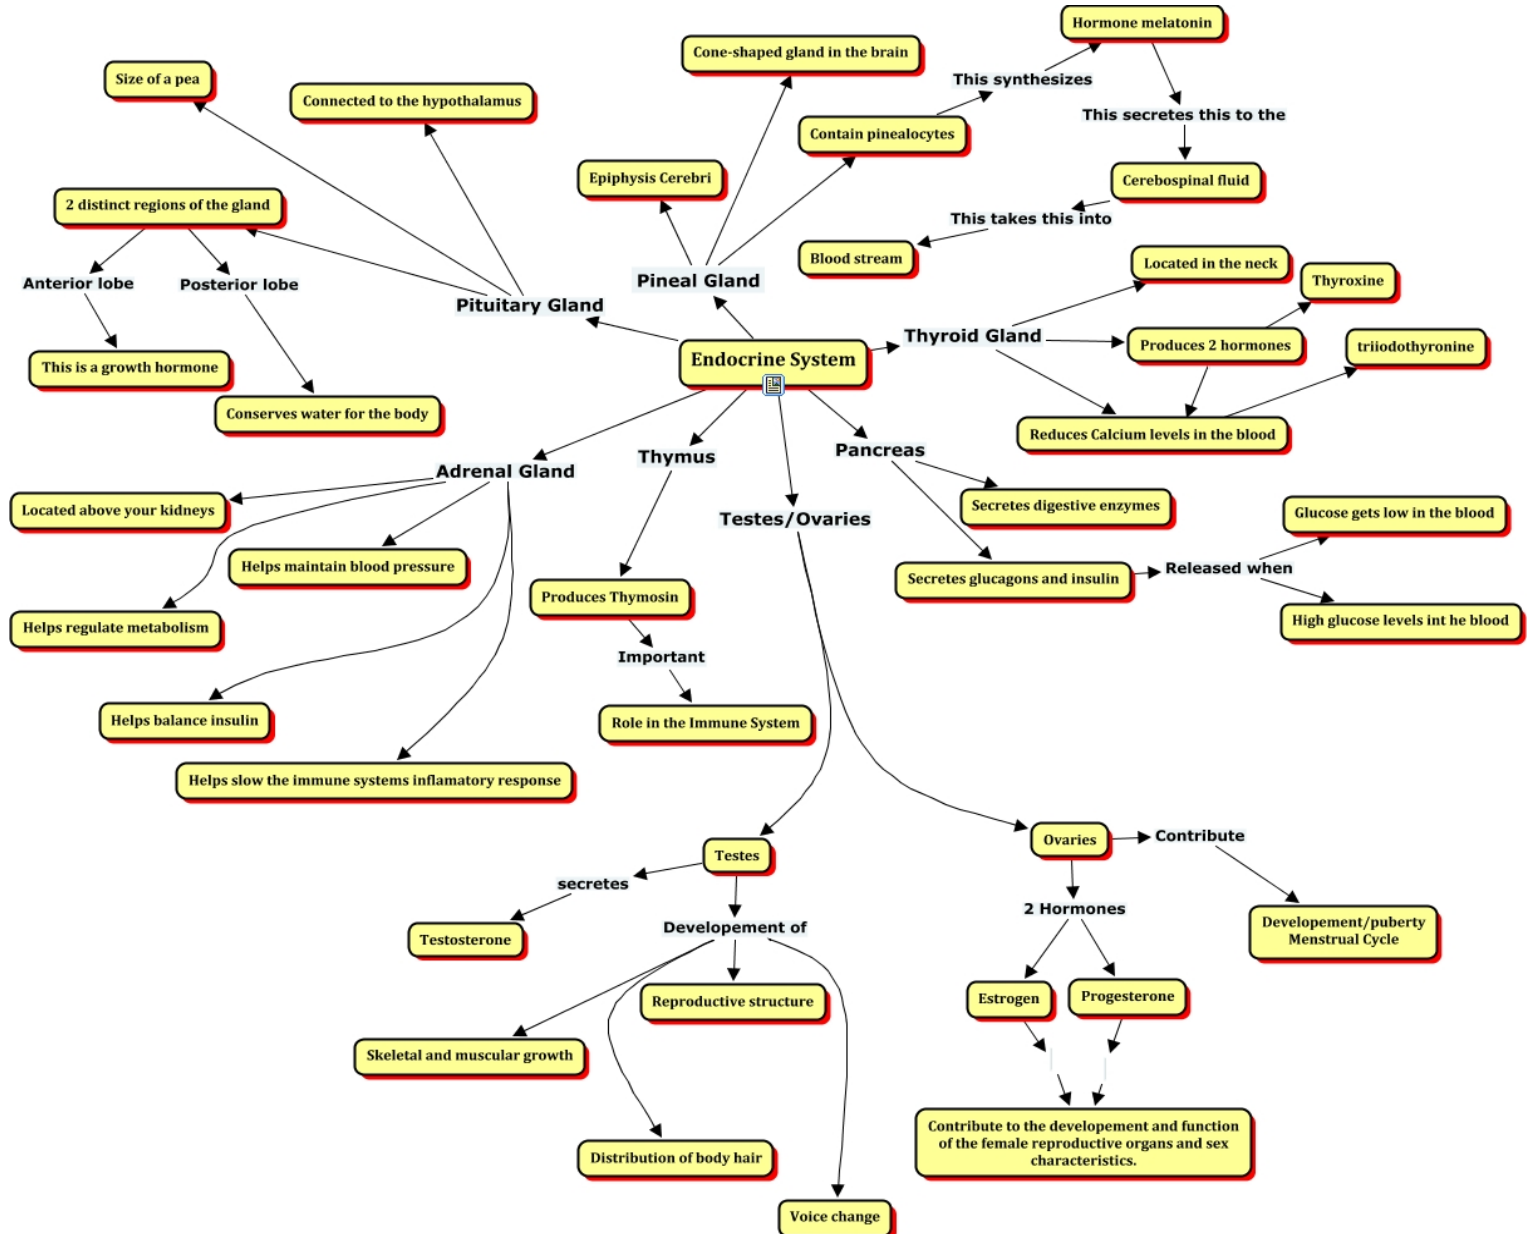 Hormone melatonin
Cone-shaped gland in the brain
Size of a pea
This synthesizes
Connected to the hypothalamus
This secretes this to the
Contain pinealocytes
Epiphysis Cerebri
Cerebospinal fluid
2 distinct regions of the gland
This takes this into
Blood stream
Located in the neck
Anterior lobe
Posterior lobe
Pineal Gland
Thyroxine
Pituitary Gland
Thyroid Gland
Produces 2 hormones
triiodothyronine
Endocrine System
This is a growth hormone
Conserves water for the body
Reduces Calcium levels in the blood
Pancreas
Thymus
Adrenal Gland
Located above your kidneys
Secretes digestive enzymes
Glucose gets low in the blood
Testes/Ovaries
Helps maintain blood pressure
Released when
Secretes glucagons and insulin
Produces Thymosin
High glucose levels int he blood
Helps regulate metabolism
Important
Helps balance insulin
Role in the Immune System
Helps slow the immune systems inflamatory response
Ovaries
Contribute
Testes
secretes
2 Hormones
Developement of
Developement/puberty
Menstrual Cycle
Testosterone
Reproductive structure
Estrogen
Progesterone
Skeletal and muscular growth
Contribute to the developement and function
of the female reproductive organs and sex
characteristics.
Distribution of body hair
Voice change